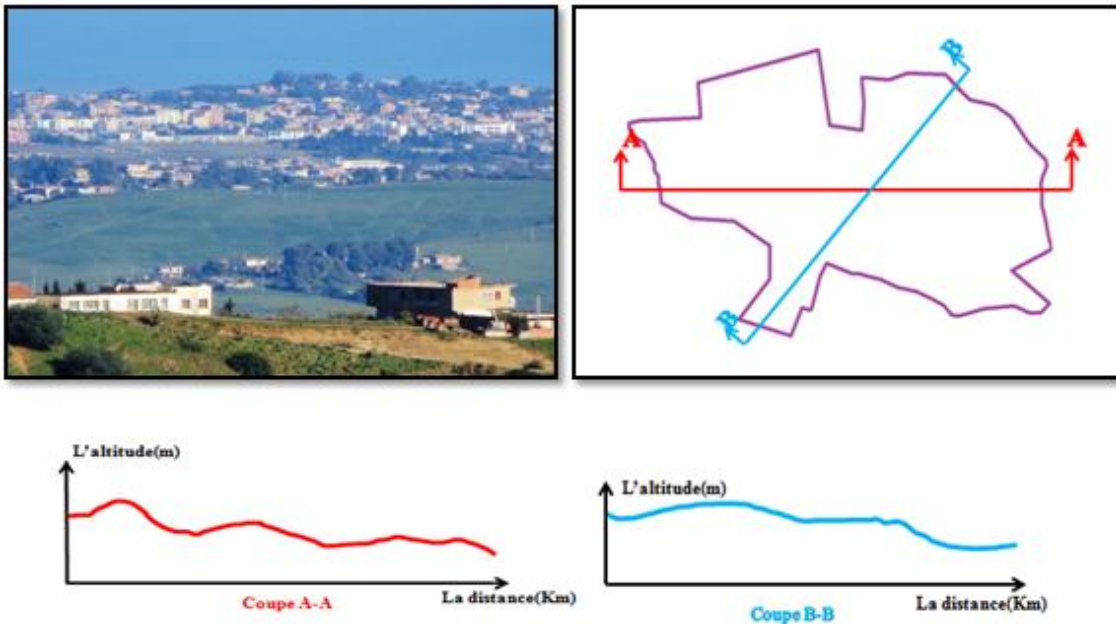 B
A
A
B
L'altitude(m)
La distance(Km)
Coupe A-A
L'altitude(m)
La distance(Km)
Coupe B-B